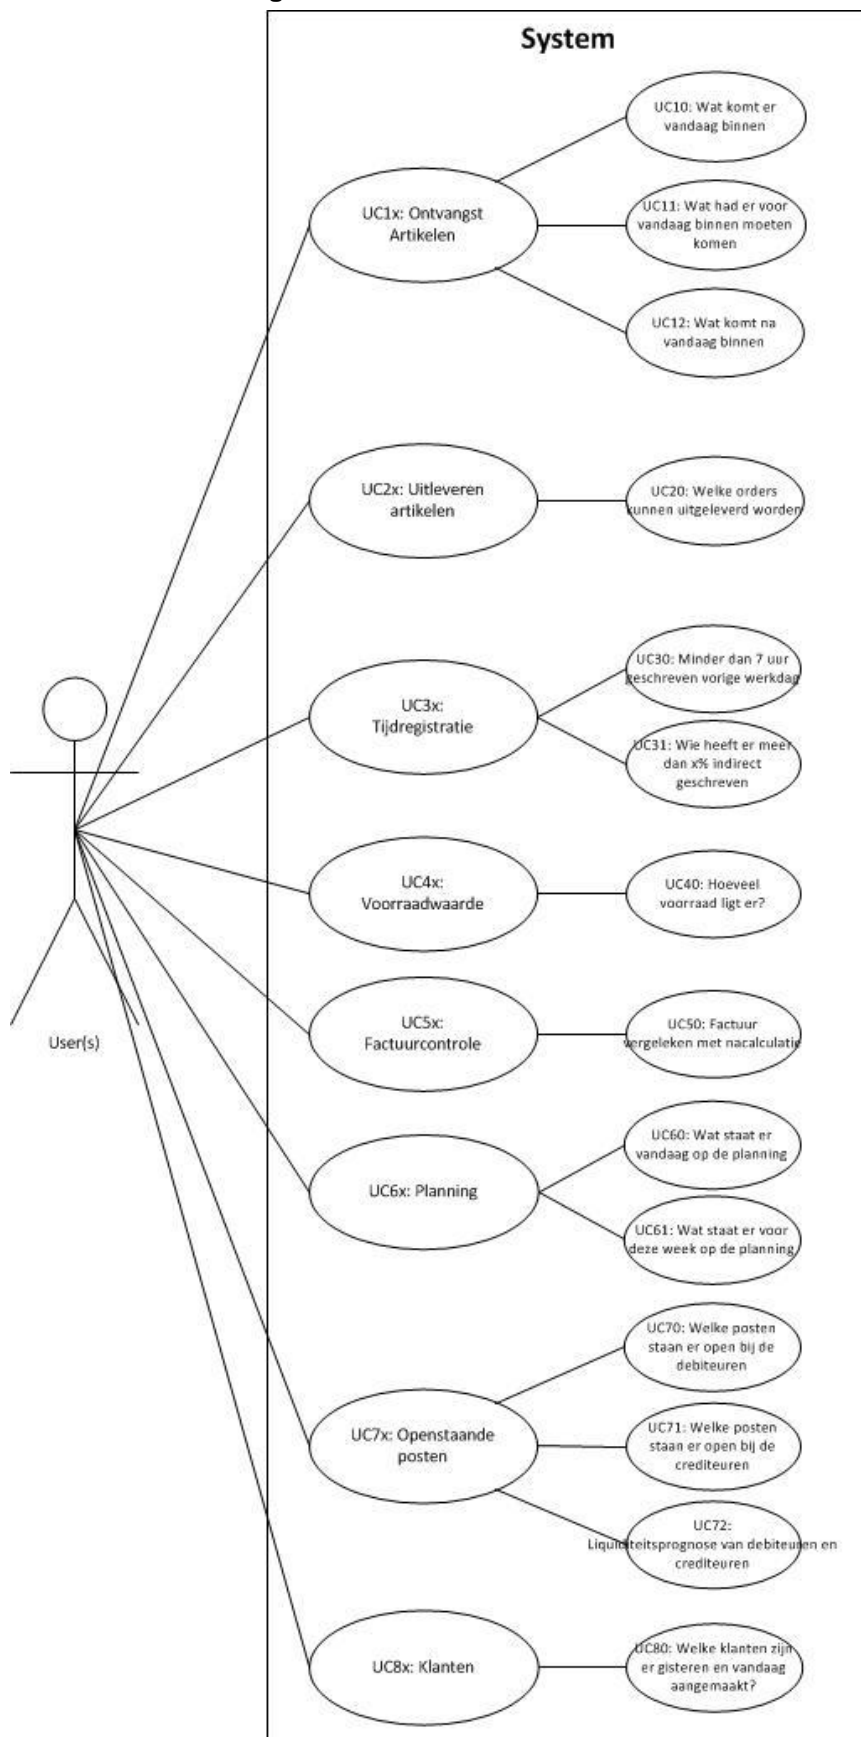 System
UC10: Wat komt er
vandaag binnen
UC1x: Ontvangst
Artikelen
UC11: Wat had er voor
vandaag binnen moeten
komen
UC12: Wat komt na
vandaag binnen
UC2x: Uitleveren
artikelen
UC20: Welke orders
kunnen uitgeleverd worden
UC3x:
Tijdregistratie
UC30: Minder dan 7 uur
geschreven vorige werkdag
UC31: Wie heeft er meer
dan x% indirect
geschreven
UC4x:
Voorraadwaarde
UC40: Hoeveel
voorraad ligt er?
User(s)
UC5x:
Factuurcontrole
UC50: Factuur
vergeleken met nacalculatie
UC6x: Planning
UC60: Wat staat er
vandaag op de planning
UC61: Wat staat er voor
deze week op de planning
UC7x: Openstaande
posten
UC70: Welke posten
staan er open bij de
debiteuren
UC71: Welke posten
staan er open bij de
crediteuren
UC72:
Liquiditeitsprognose van debiteuren en
crediteuren
UC8x: Klanten
UC80: Welke klanten zijn
er gisteren en vandaag
aangemaakt?